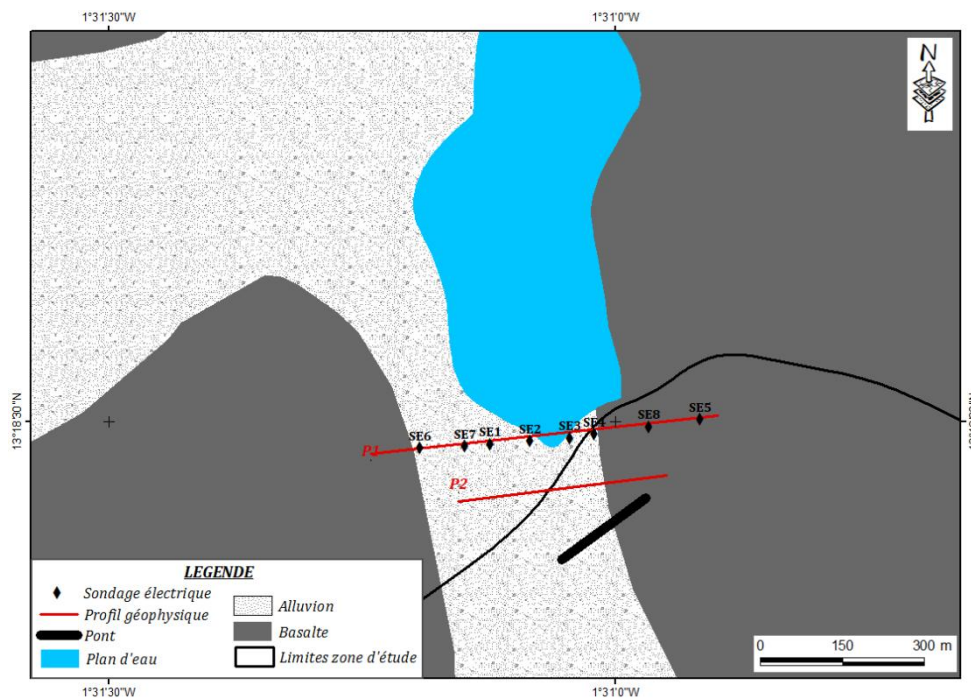 1°31'30"W
1°31'0"W
N
13°18'30"N
SE6
SE7
SE1
SE2
SE3
SE4
SE8
SE5
P1
P2
LEGENDE
Sondage électrique
Profil géophysique
Pont
Plan d'eau
Alluvion
Basalte
Limites zone d'étude
0
150
300 m
1°31'30"W
1°31'0"W